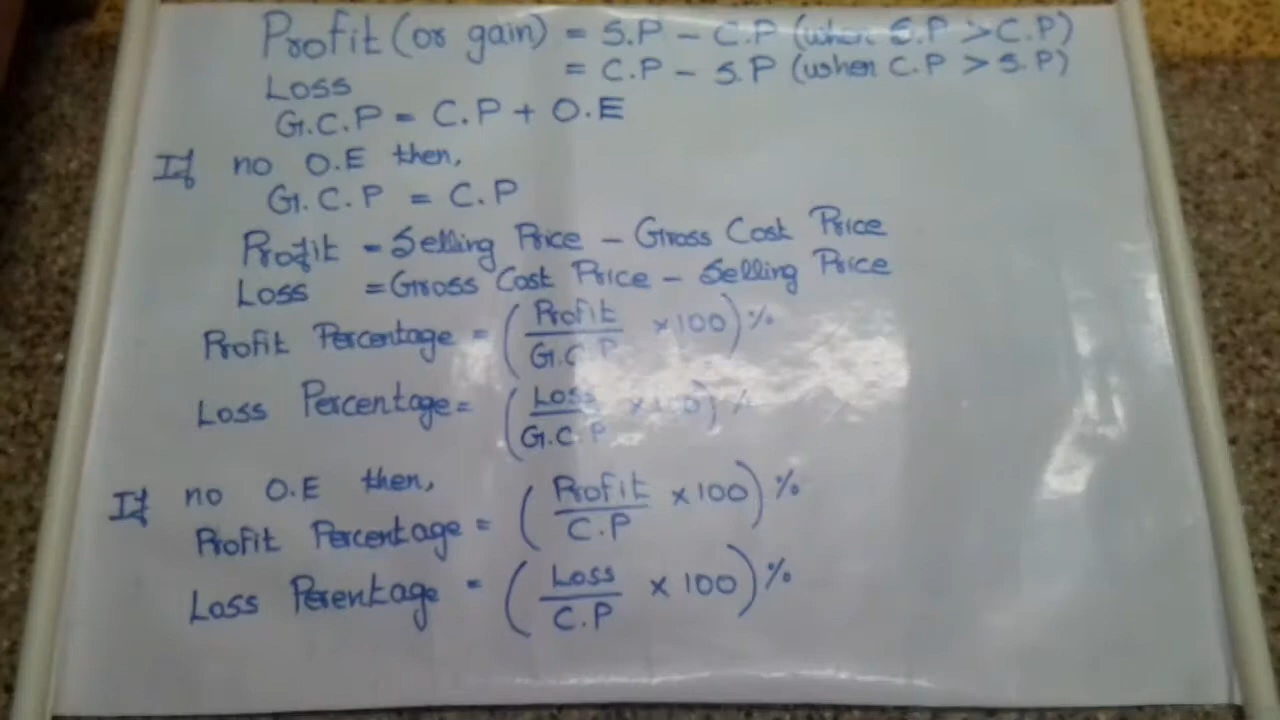 Profit (or gain) = S.P - C.P (when S.P > C.P)
Loss = C.P - S.P (when C.P > S.P)
G.C.P = C.P + O.E
If no O.E then,
G.C.P = C.P
Profit = Selling Price - Gross Cost Price
Loss = Gross Cost Price - Selling Price
Profit Percentage = (Profit/G.C.P × 100)%
Loss Percentage = (Loss/G.C.P × 100)%
If no O.E then,
Profit Percentage = (Profit/C.P × 100)%
Loss Perentage = (Loss/C.P × 100)%